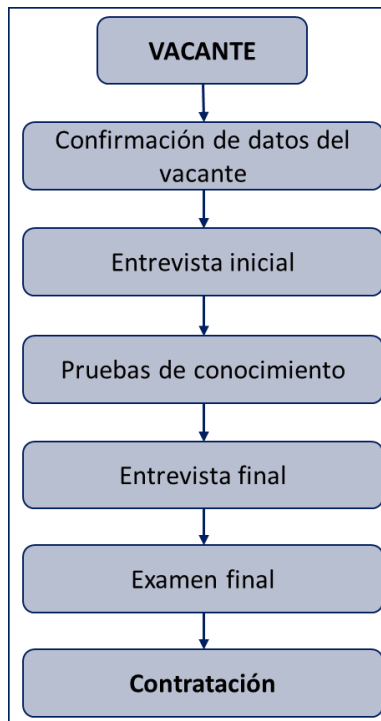 VACANTE
Confirmación de datos del
vacante
Entrevista inicial
Pruebas de conocimiento
Entrevista final
Examen final
Contratación